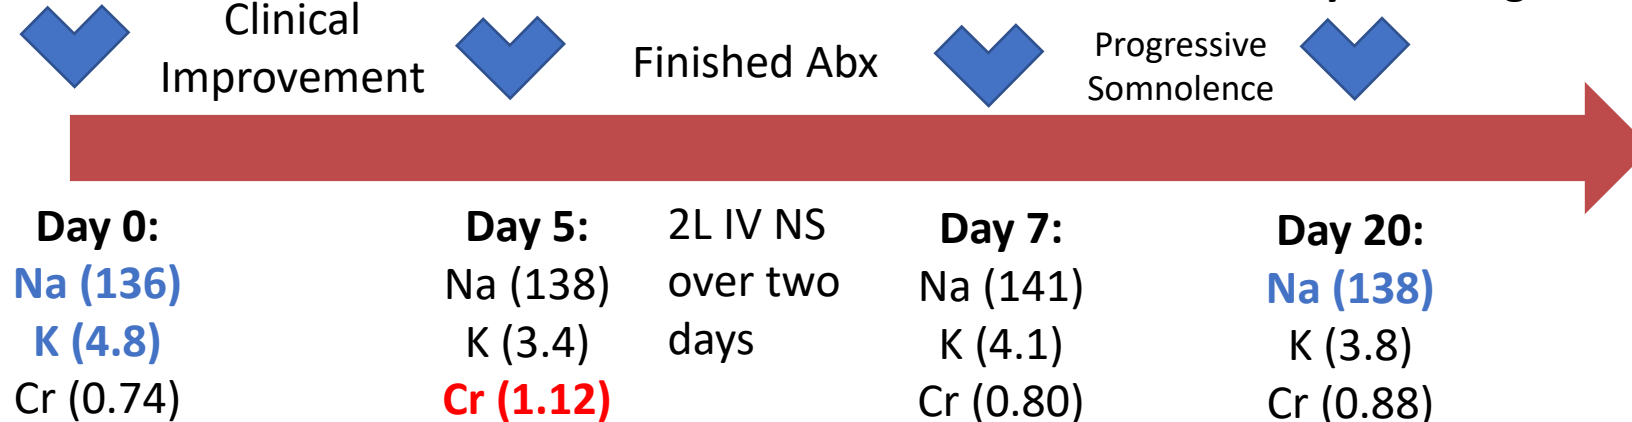 Clinical
Improvement
Finished Abx
Progressive
Somnolence
Day 0:
Na (136)
K (4.8)
Cr (0.74)
Day 5:
Na (138)
K (3.4)
Cr (1.12)
2L IV NS
over two
days
Day 7:
Na (141)
K (4.1)
Cr (0.80)
Day 20:
Na (138)
K (3.8)
Cr (0.88)